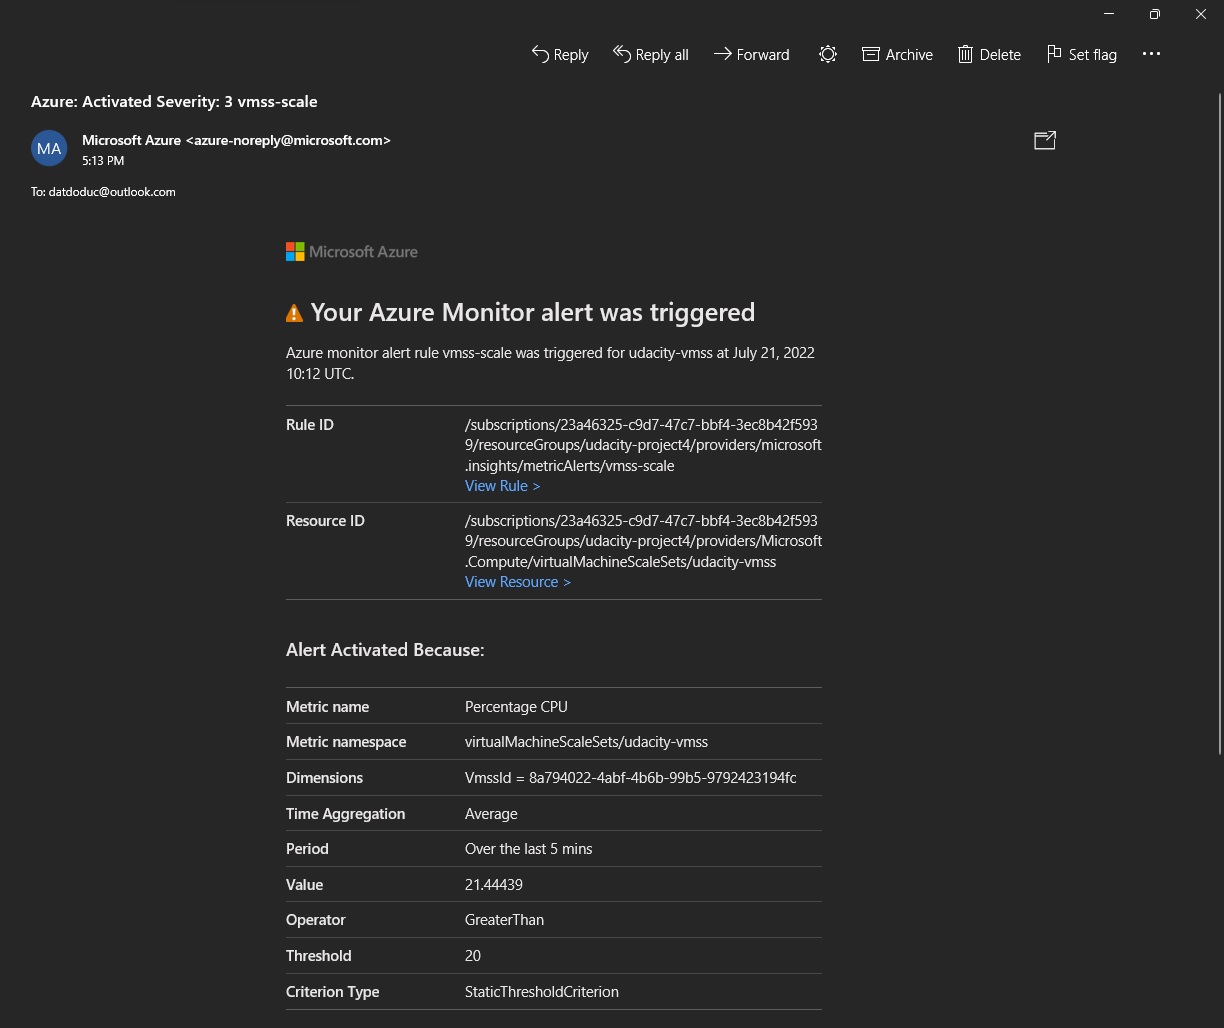 Reply
Reply all
Forward
Archive
Delete
Set flag
Azure: Activated Severity: 3 vmss-scale
MA
Microsoft Azure <azure-noreply@microsoft.com>
5:13 PM
To: datdoduc@outlook.com
Microsoft Azure
Your Azure Monitor alert was triggered
Azure monitor alert rule vmss-scale was triggered for udacity-vmss at July 21, 2022
10:12 UTC.
Rule ID
/subscriptions/23a46325-c9d7-47c7-bbf4-3ec8b42f593
9/resourceGroups/udacity-project4/providers/microsoft
.insights/metricAlerts/vmss-scale
View Rule >
Resource ID
/subscriptions/23a46325-c9d7-47c7-bbf4-3ec8b42f593
9/resourceGroups/udacity-project4/providers/Microsoft
.Compute/virtualMachineScaleSets/udacity-vmss
View Resource >
Alert Activated Because:
Metric name Percentage CPU
Metric namespace virtualMachineScaleSets/udacity-vmss
Dimensions VmssId = 8a794022-4abf-4b6b-99b5-9792423194fc
Time Aggregation Average
Period Over the last 5 mins
Value 21.44439
Operator GreaterThan
Threshold 20
Criterion Type StaticThresholdCriterion